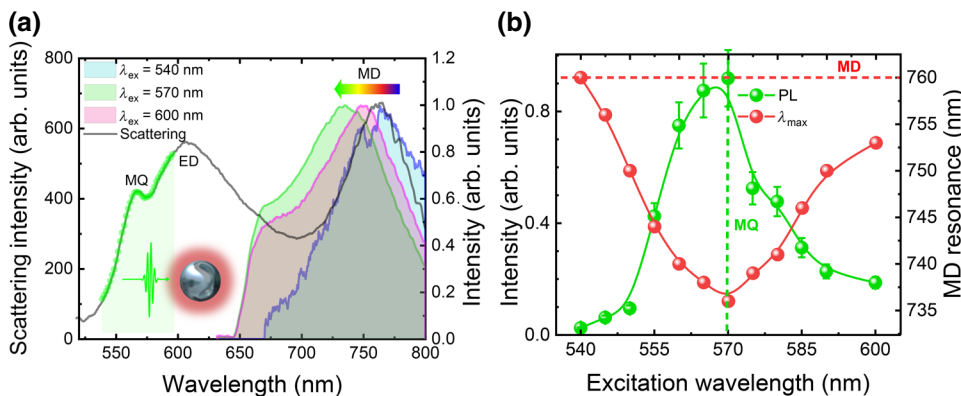 (a)
Scattering Intensity (arb. units)
800
700
600
500
400
300
200
100
0
λex = 540 nm
λex = 570 nm
λex = 600 nm
Scattering
MQ
ED
MD
1.2
1.0
0.8
0.6
0.4
0.2
0.0
Intensity (arb. units)
550 600 650 700 750 800
Wavelength (nm)
(b)
Intensity (arb. units)
0.8
0.4
0.0
MD
PL
λmax
MQ
760
755
750
745
740
735
MD resonance (nm)
540 555 570 585 600
Excitation wavelength (nm)